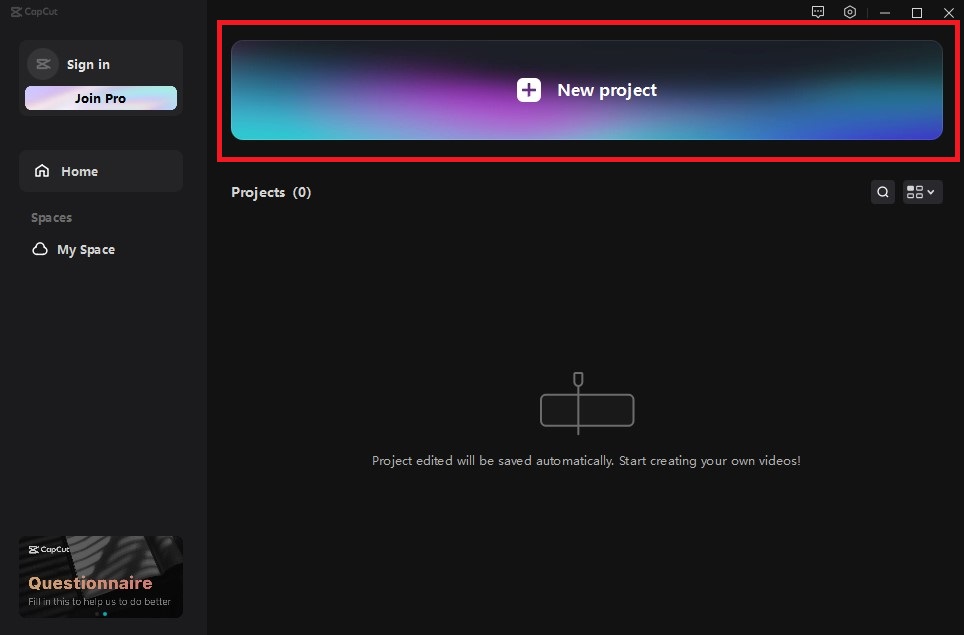 CapCut
Sign in
Join Pro
Home
Spaces
My Space
New project
Projects (0)
Project edited will be saved automatically. Start creating your own videos!
CapCut
Questionnaire
Fill in this to help us to do better